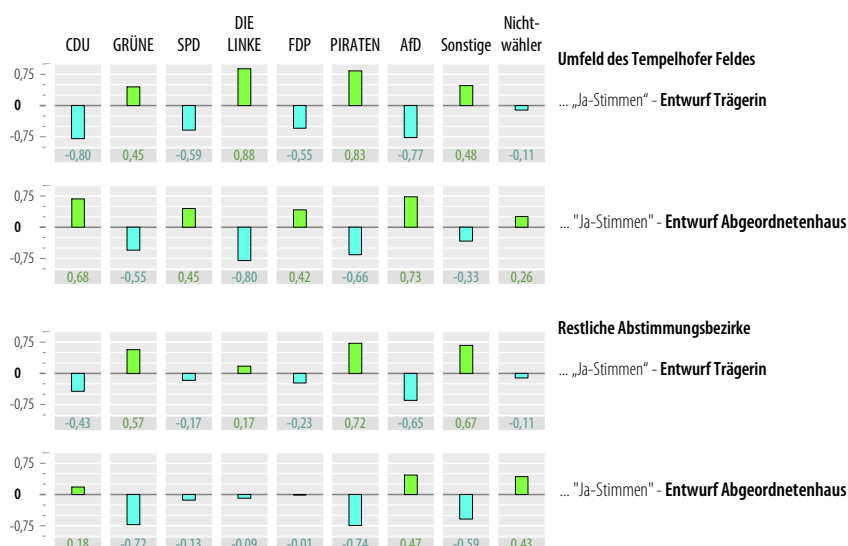 DIE
Nicht-
CDU GRÜNE SPD LINKE FDP PIRATEN AfD Sonstige wähler
Umfeld des Tempelhofer Feldes
0,75
0
-0,75
... „Ja-Stimmen“ - Entwurf Trägerin
-0,80 0,45 -0,59 0,88 -0,55 0,83 -0,77 0,48 -0,11
0,75
0
-0,75
... "Ja-Stimmen" - Entwurf Abgeordnetenhaus
0,68 -0,55 0,45 -0,80 0,42 -0,66 0,73 -0,33 0,26
Restliche Abstimmungsbezirke
0,75
0
-0,75
... „Ja-Stimmen“ - Entwurf Trägerin
-0,43 0,57 -0,17 0,17 -0,23 0,72 -0,65 0,67 -0,11
0,75
0
-0,75
... "Ja-Stimmen" - Entwurf Abgeordnetenhaus
0,18 -0,72 -0,13 -0,09 -0,01 -0,74 0,47 -0,59 0,43